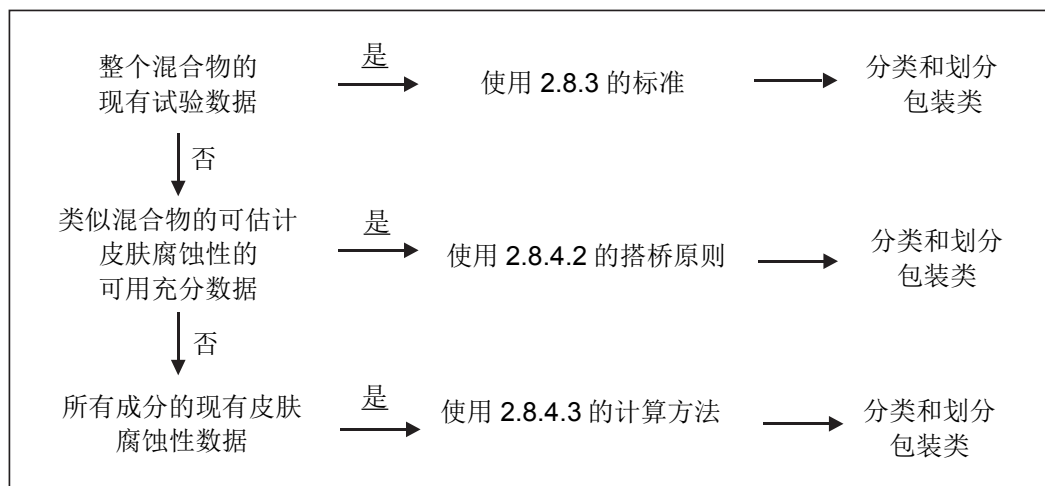 整个混合物的
现有试验数据
是
使用 2.8.3 的标准
分类和划分
包装类
否
类似混合物的可估计
皮肤腐蚀性的
可用充分数据
是
使用 2.8.4.2 的搭桥原则
分类和划分
包装类
否
所有成分的现有皮肤
腐蚀性数据
是
使用 2.8.4.3 的计算方法
分类和划分
包装类